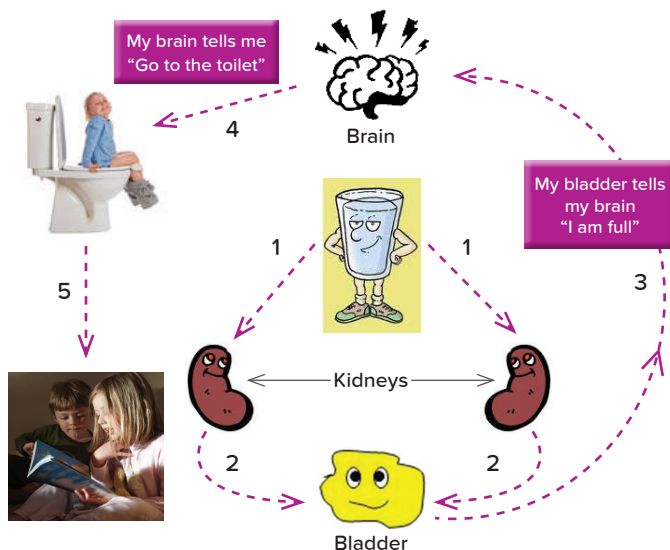 My brain tells me
“Go to the toilet”
4
Brain
My bladder tells
my brain
“I am full”
1
1
3
5
Kidneys
2
2
Bladder